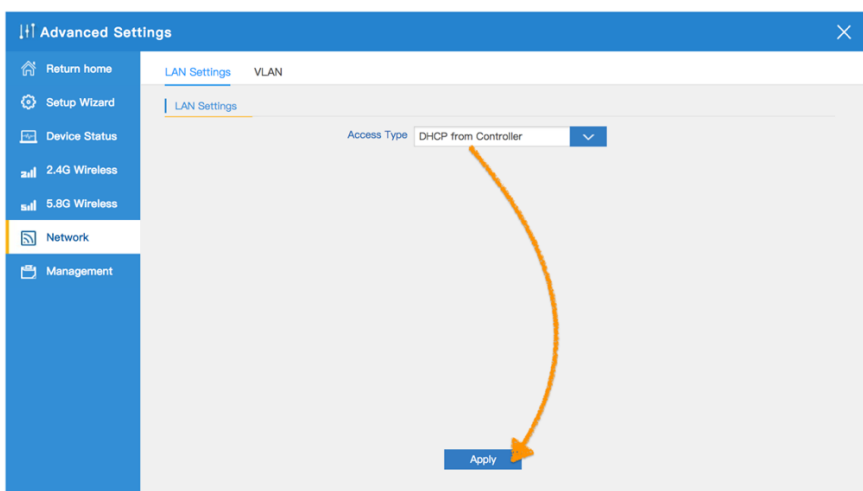 Advanced Settings
Return home
Setup Wizard
Device Status
2.4G Wireless
5.8G Wireless
Network
Management
LAN Settings VLAN
LAN Settings
Access Type DHCP from Controller
Apply